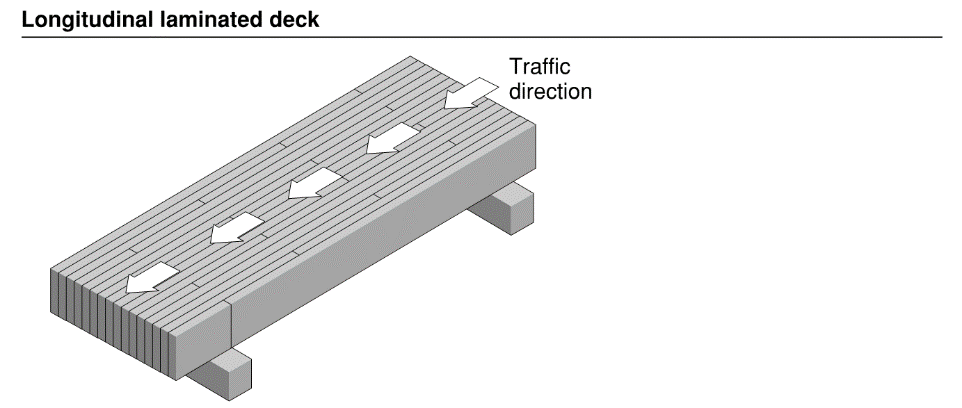 Longitudinal laminated deck
Traffic
direction